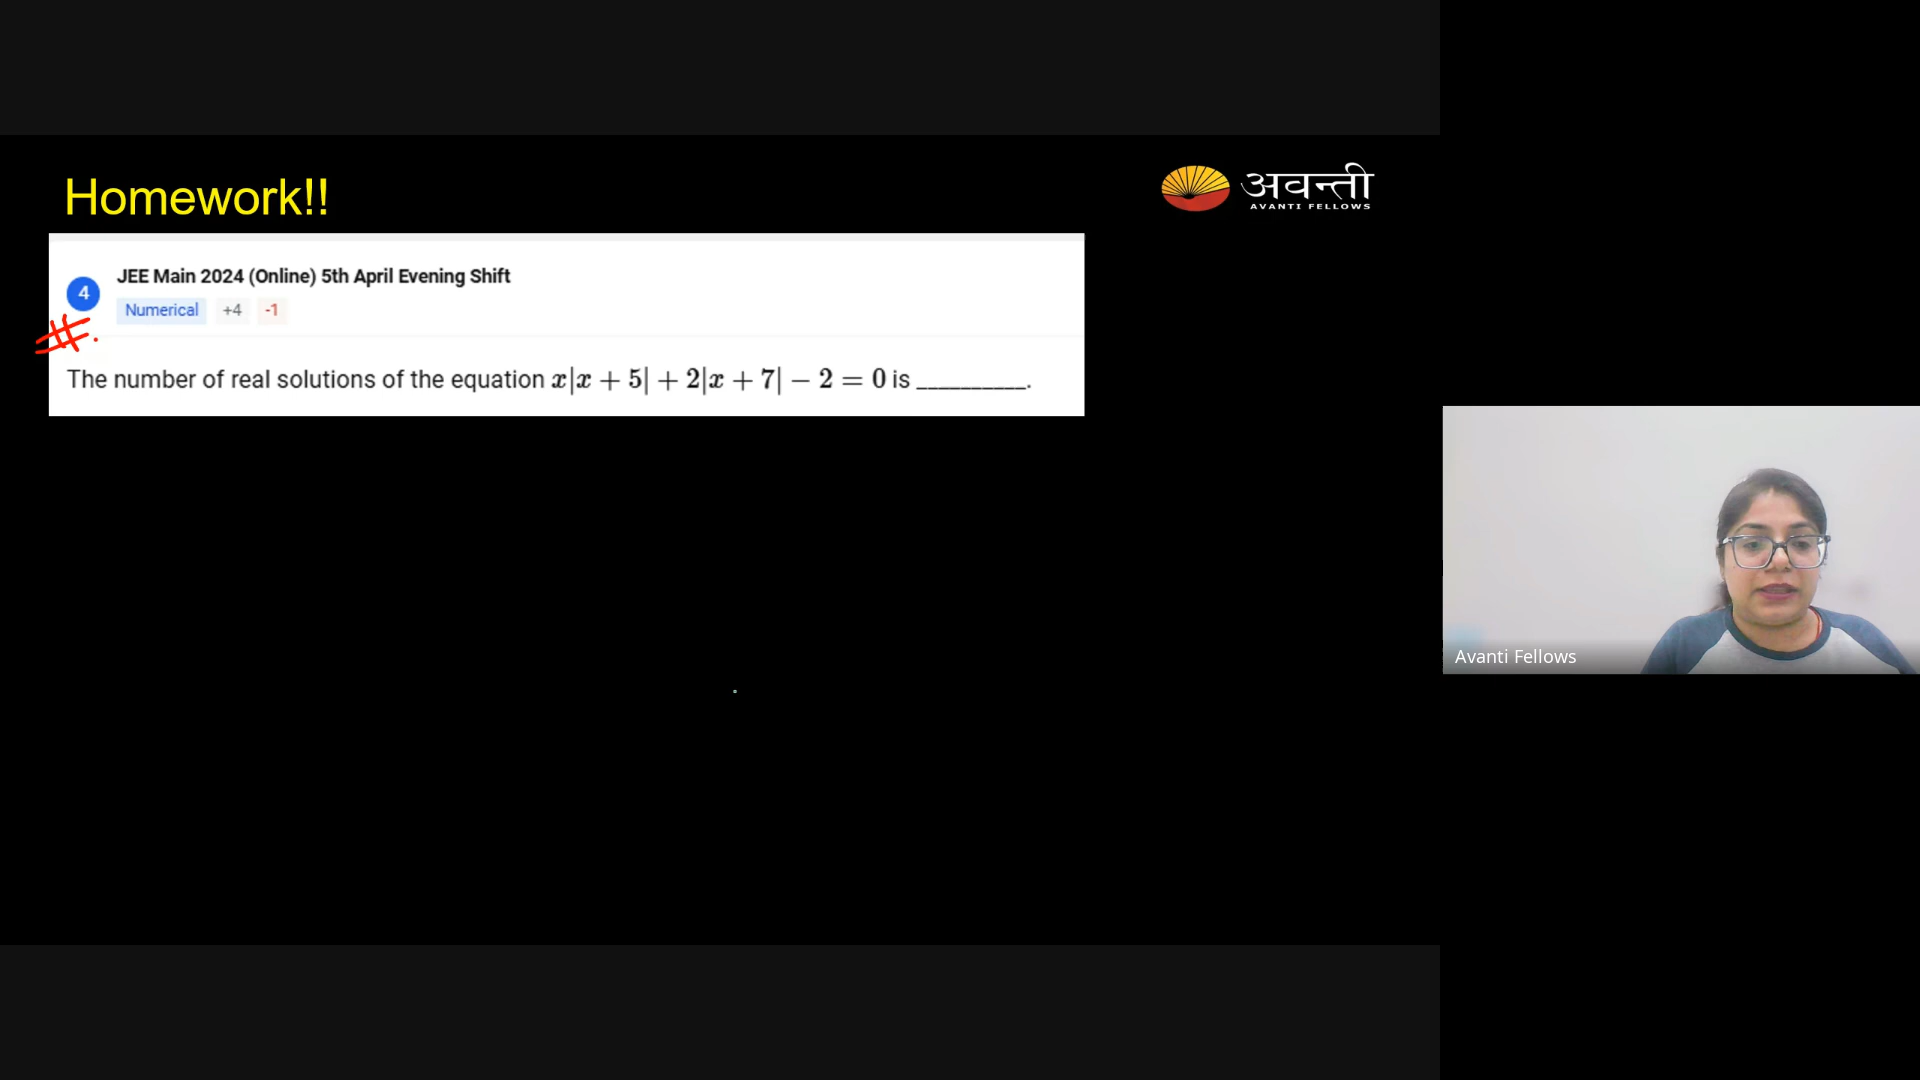 Homework!!
अवन्ती
AVANTI FELLOWS
4
JEE Main 2024 (Online) 5th April Evening Shift
Numerical +4 -1
#.
The number of real solutions of the equation x|x + 5| + 2|x + 7| − 2 = 0 is __________.
Avanti Fellows